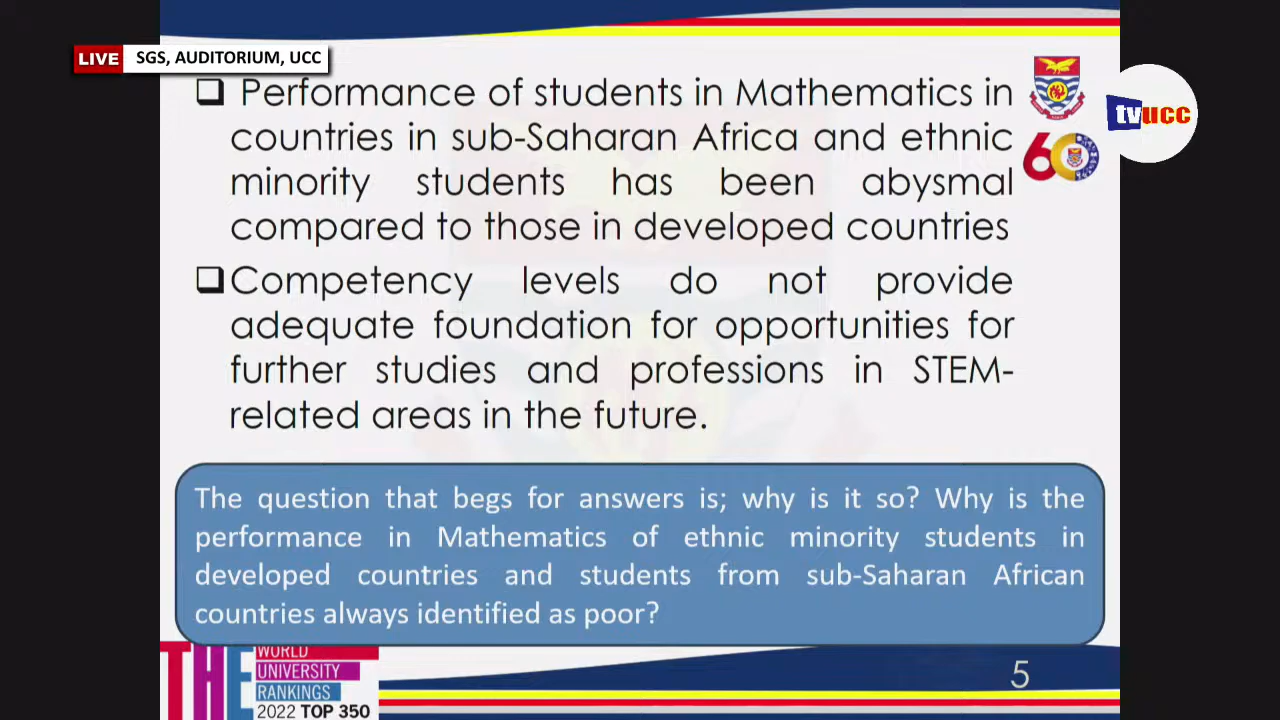 LIVE SGS, AUDITORIUM, UCC
Performance of students in Mathematics in
countries in sub-Saharan Africa and ethnic
minority students has been abysmal
compared to those in developed countries
tvucc
60
Competency levels do not provide
adequate foundation for opportunities for
further studies and professions in STEM-
related areas in the future.
The question that begs for answers is; why is it so? Why is the
performance in Mathematics of ethnic minority students in
developed countries and students from sub-Saharan African
countries always identified as poor?
THE
WORLD
UNIVERSITY
RANKINGS
2022 TOP 350
5